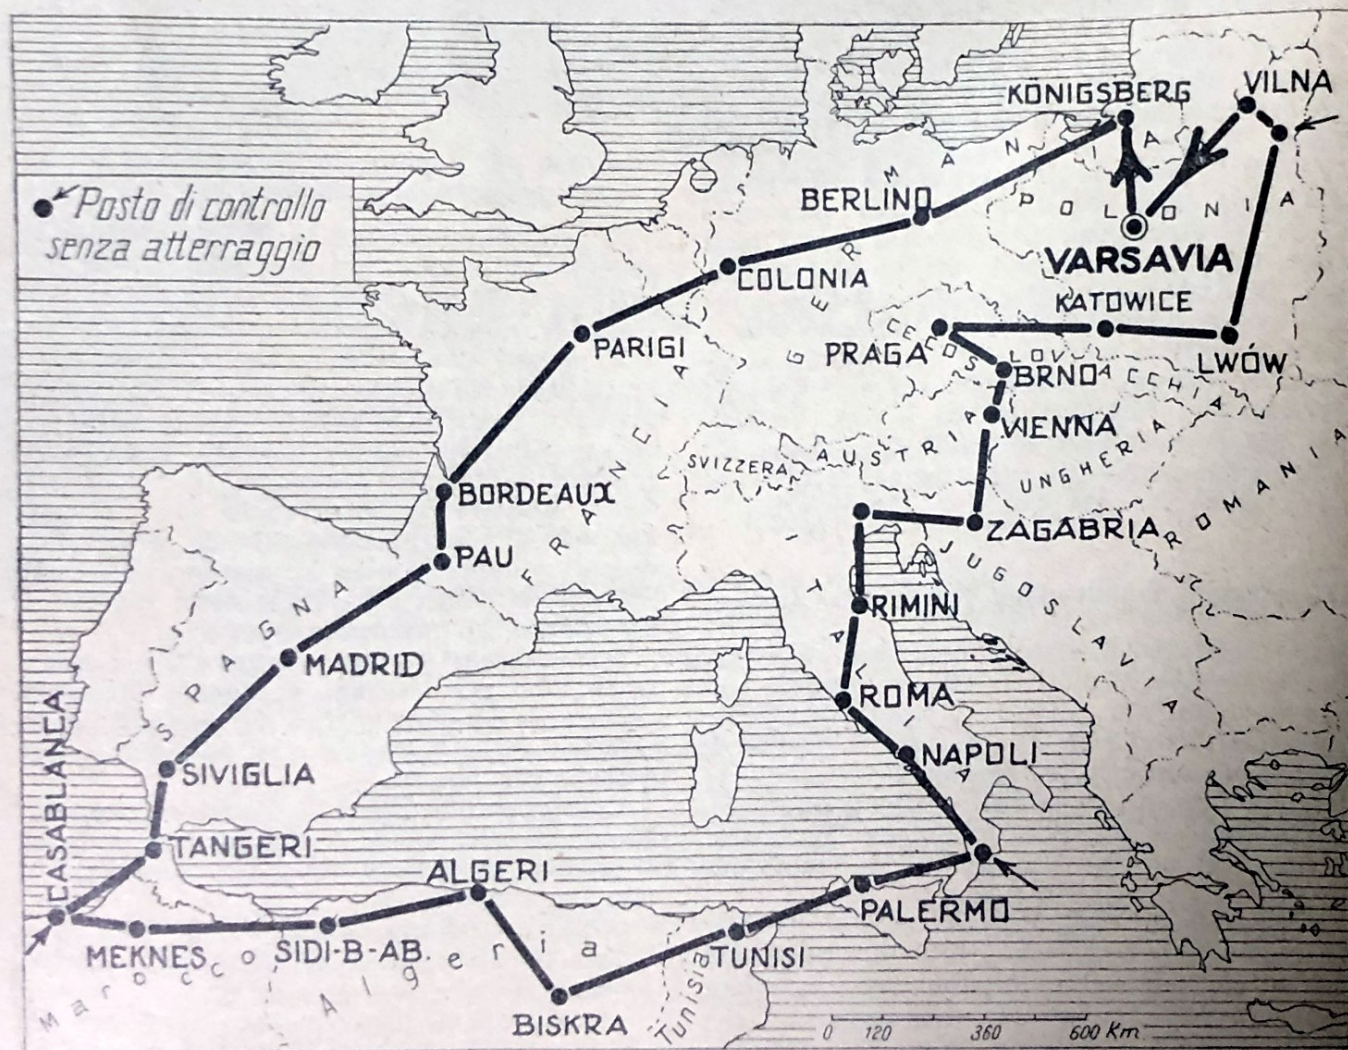 KÖNIGSBERG
VILNA
Posto di controllo
senza atterraggio
BERLINO
POLONIA
VARSAVIA
COLONIA
GERMANIA
KATOWICE
PARIGI
PRAGA
CECOSLOVACCHIA
BRNO
LWÓW
VIENNA
AUSTRIA
SVIZZERA
UNGHERIA
ROMANIA
BORDEAUX
FRANCIA
ZAGABRIA
PAU
JUGOSLAVIA
RIMINI
ITALIA
SPAGNA
MADRID
ROMA
NAPOLI
SIVIGLIA
CASABLANCA
TANGERI
ALGERI
PALERMO
MEKNES
SIDI-B-AB.
TUNISI
Marocco
Algeria
Tunisia
BISKRA
0 120 360 600 Km